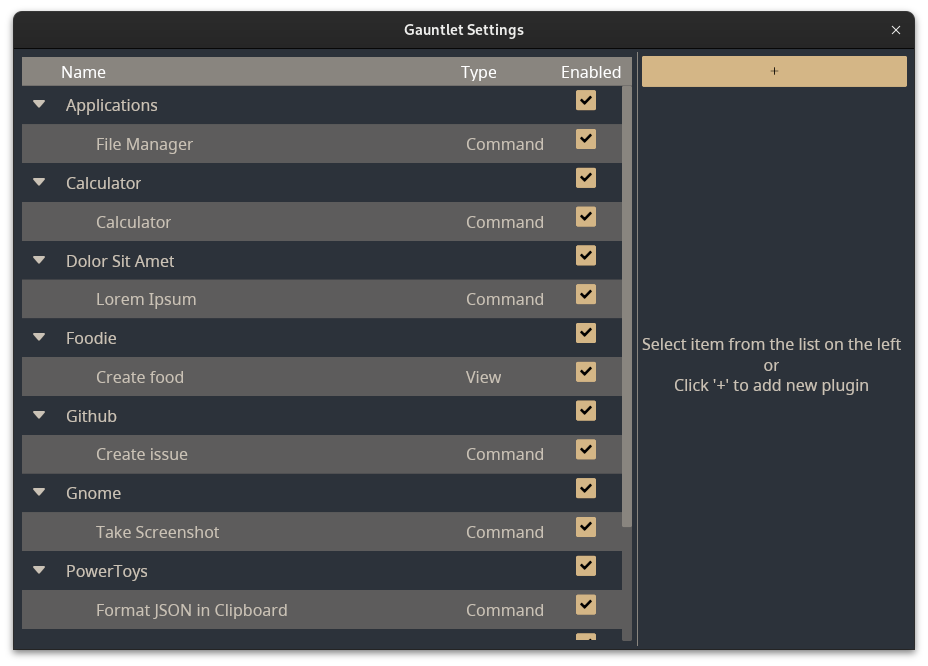 Gauntlet Settings
Name Type Enabled
+
Applications
File Manager Command
Calculator
Calculator Command
Dolor Sit Amet
Lorem Ipsum Command
Foodie
Create food View
Github
Create issue Command
Gnome
Take Screenshot Command
PowerToys
Format JSON in Clipboard Command
Select item from the list on the left
or
Click '+' to add new plugin